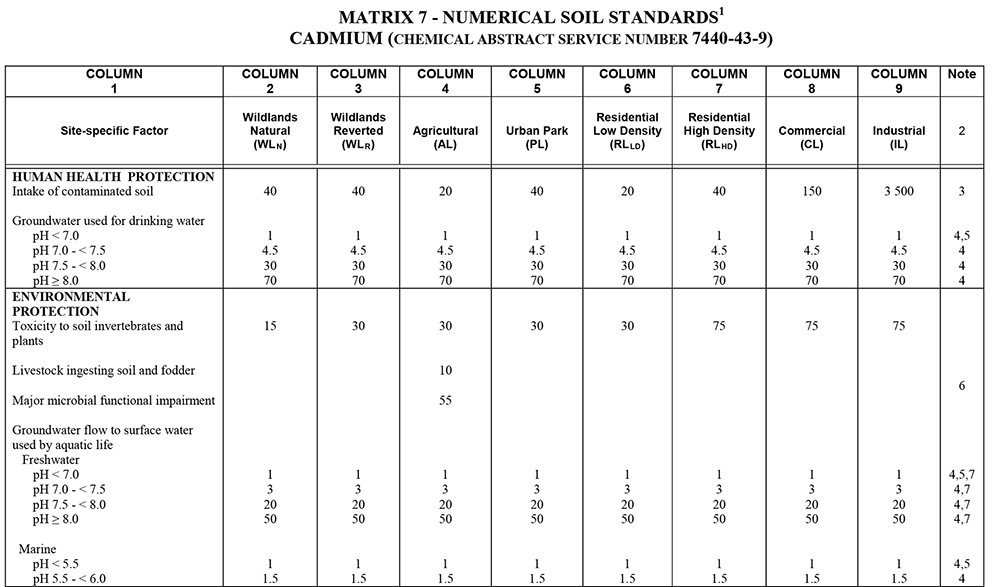 MATRIX 7 - NUMERICAL SOIL STANDARDS1
CADMIUM (CHEMICAL ABSTRACT SERVICE NUMBER 7440-43-9)
COLUMN 1 COLUMN 2 COLUMN 3 COLUMN 4 COLUMN 5 COLUMN 6 COLUMN 7 COLUMN 8 COLUMN 9 Note
Site-specific Factor Wildlands Natural (WLN) Wildlands Reverted (WLR) Agricultural (AL) Urban Park (PL) Residential Low Density (RLLD) Residential High Density (RLHD) Commercial (CL) Industrial (IL) 2
HUMAN HEALTH PROTECTION
Intake of contaminated soil 40 40 20 40 20 40 150 3 500 3
Groundwater used for drinking water
pH < 7.0 1 1 1 1 1 1 1 1 4,5
pH 7.0 - < 7.5 4.5 4.5 4.5 4.5 4.5 4.5 4.5 4.5 4
pH 7.5 - < 8.0 30 30 30 30 30 30 30 30 4
pH ≥ 8.0 70 70 70 70 70 70 70 70 4
ENVIRONMENTAL
PROTECTION
Toxicity to soil invertebrates and 15 30 30 30 30 75 75 75
plants
Livestock ingesting soil and fodder 10
6
Major microbial functional impairment 55
Groundwater flow to surface water
used by aquatic life
Freshwater
pH < 7.0 1 1 1 1 1 1 1 1 4,5,7
pH 7.0 - < 7.5 3 3 3 3 3 3 3 3 4,7
pH 7.5 - < 8.0 20 20 20 20 20 20 20 20 4,7
pH ≥ 8.0 50 50 50 50 50 50 50 50 4,7
Marine
pH < 5.5 1 1 1 1 1 1 1 1 4,5
pH 5.5 - < 6.0 1.5 1.5 1.5 1.5 1.5 1.5 1.5 1.5 4